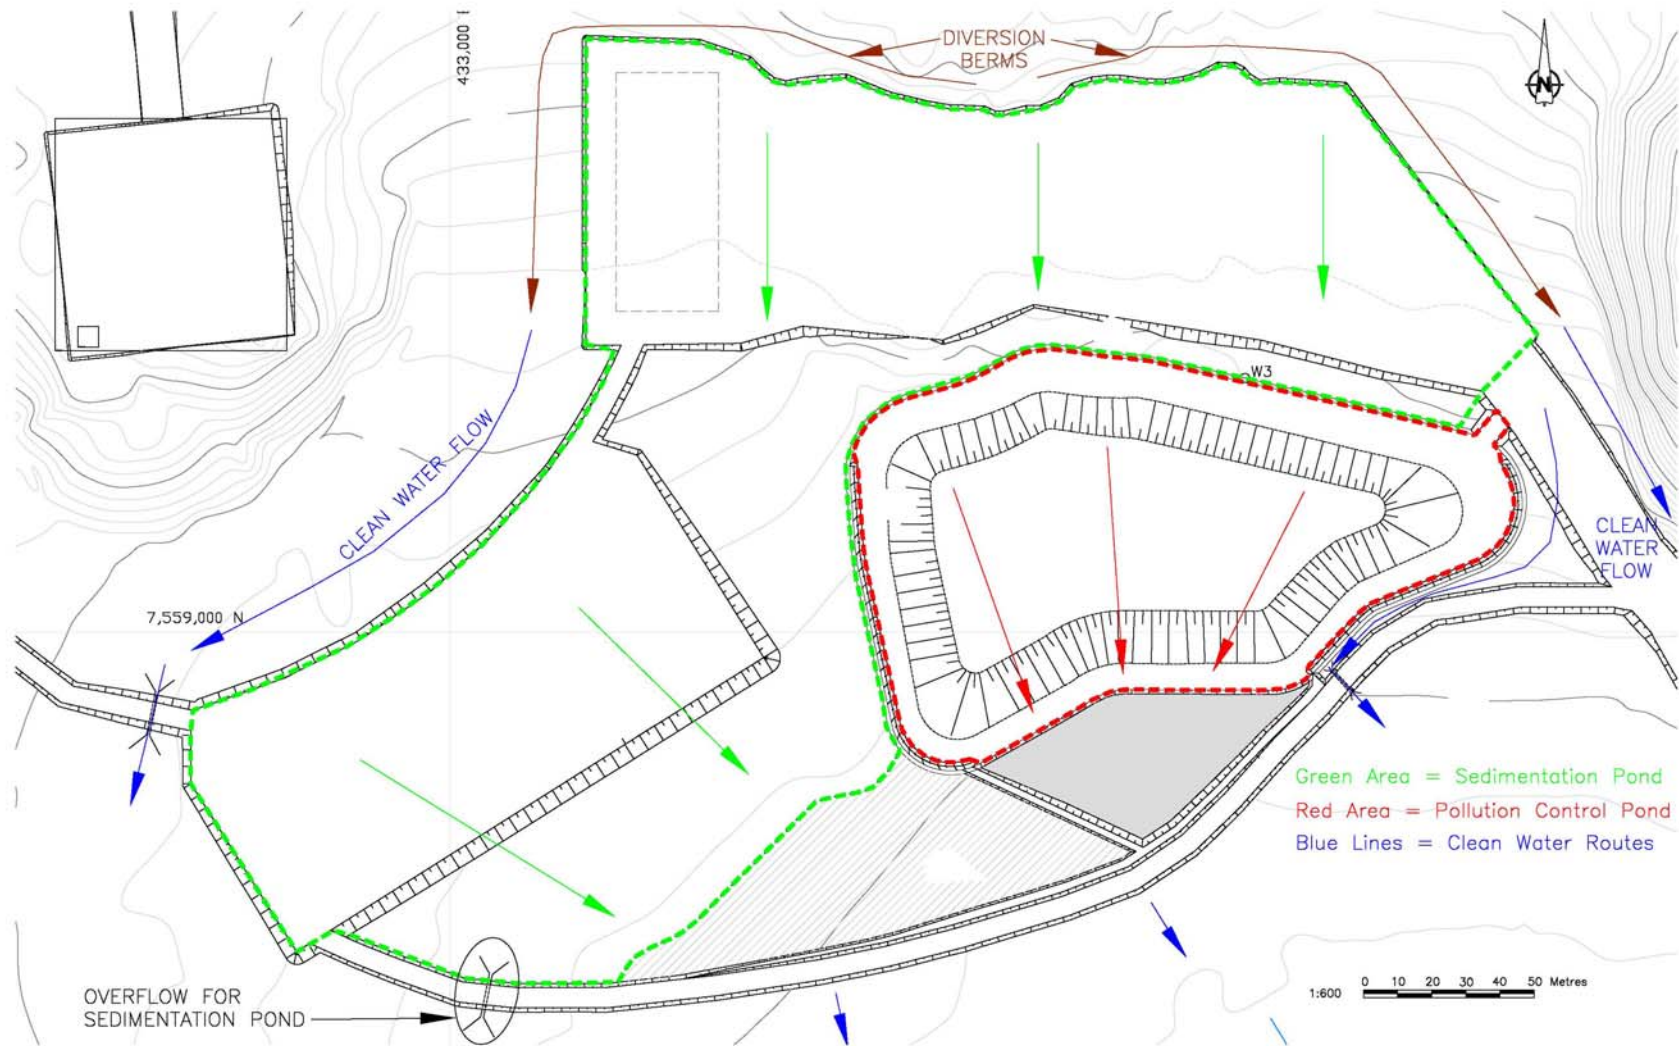 433,000 E
DIVERSION
BERMS
N
W3
CLEAN WATER FLOW
CLEAN
WATER
FLOW
7,559,000 N
Green Area = Sedimentation Pond
Red Area = Pollution Control Pond
Blue Lines = Clean Water Routes
OVERFLOW FOR
SEDIMENTATION POND
1:600
0 10 20 30 40 50 Metres